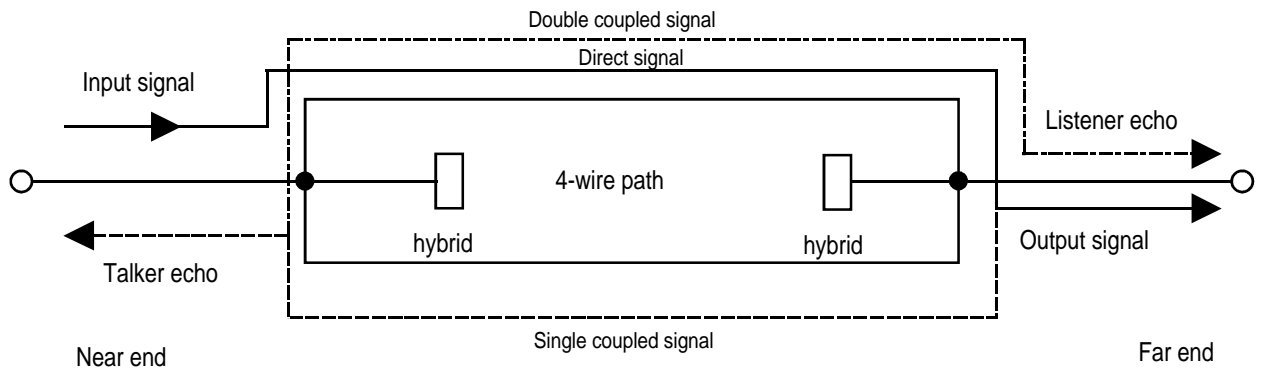 Double coupled signal
Direct signal
Input signal
Listener echo
4-wire path
hybrid
hybrid
Output signal
Talker echo
Single coupled signal
Near end
Far end